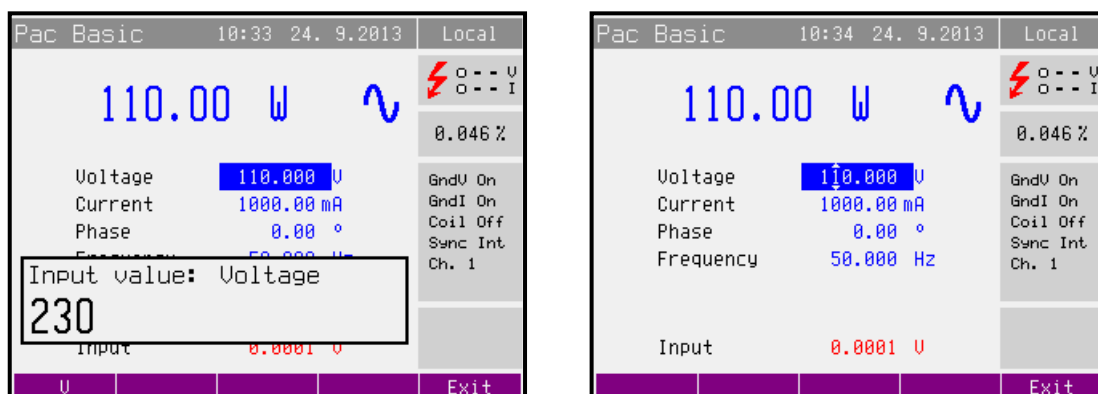 Pac Basic 10:33 24. 9.2013 Local
o-- V
o-- I
110.00 W
0.046 %
Voltage 110.000 V
Current 1000.00 mA
Phase 0.00 °
Frequency 50.000 Hz
GndV On
GndI On
Coil Off
Sync Int
Ch. 1
Input value: Voltage
230
Input 0.0001 V
V Exit
Pac Basic 10:34 24. 9.2013 Local
o-- V
o-- I
110.00 W
0.046 %
Voltage 110.000 V
Current 1000.00 mA
Phase 0.00 °
Frequency 50.000 Hz
GndV On
GndI On
Coil Off
Sync Int
Ch. 1
Input 0.0001 V
Exit